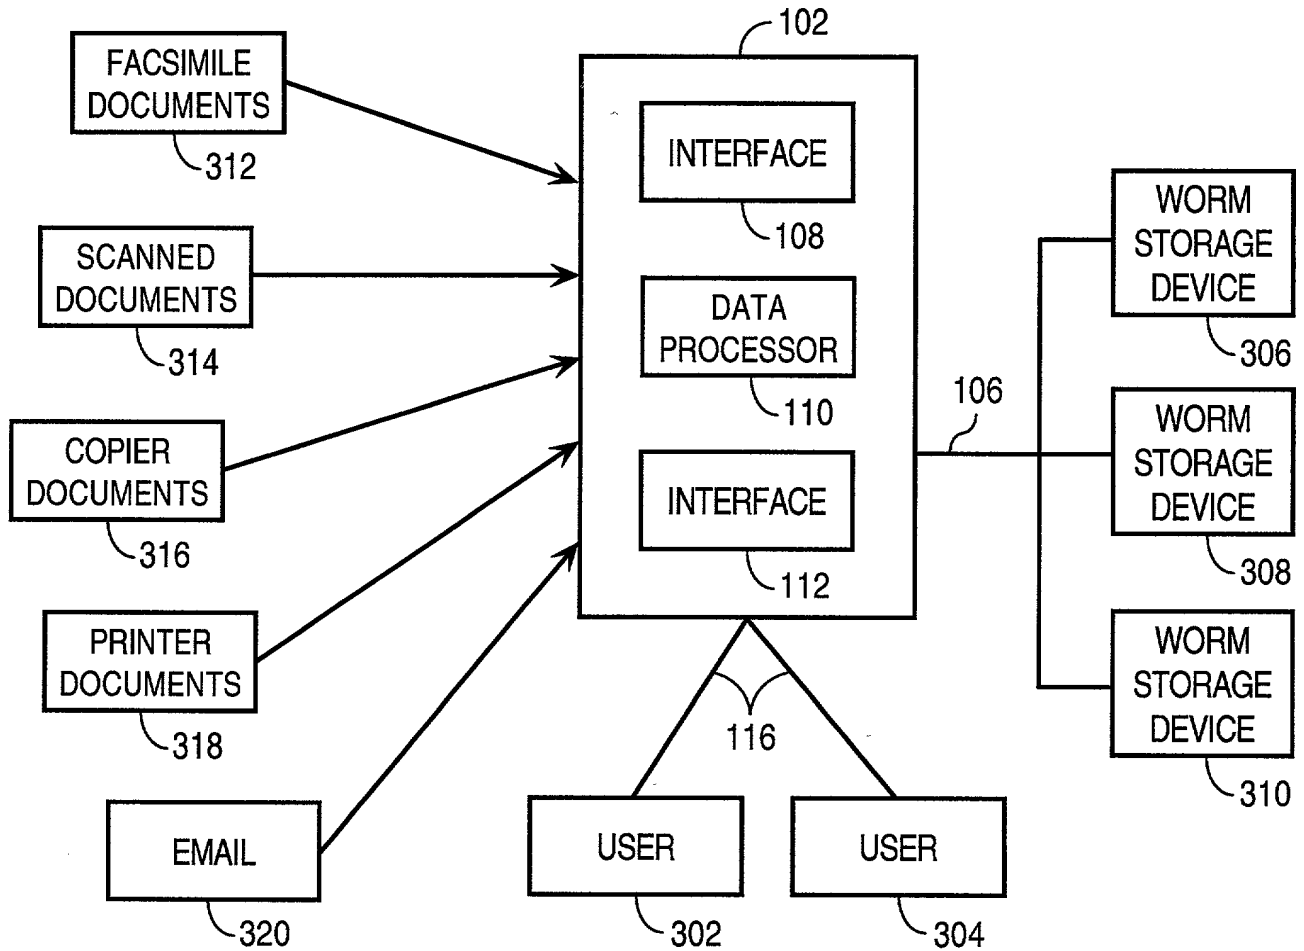 FACSIMILE
DOCUMENTS
312
SCANNED
DOCUMENTS
314
COPIER
DOCUMENTS
316
PRINTER
DOCUMENTS
318
EMAIL
320
102
INTERFACE
108
DATA
PROCESSOR
110
INTERFACE
112
116
USER
302
USER
304
106
WORM
STORAGE
DEVICE
306
WORM
STORAGE
DEVICE
308
WORM
STORAGE
DEVICE
310